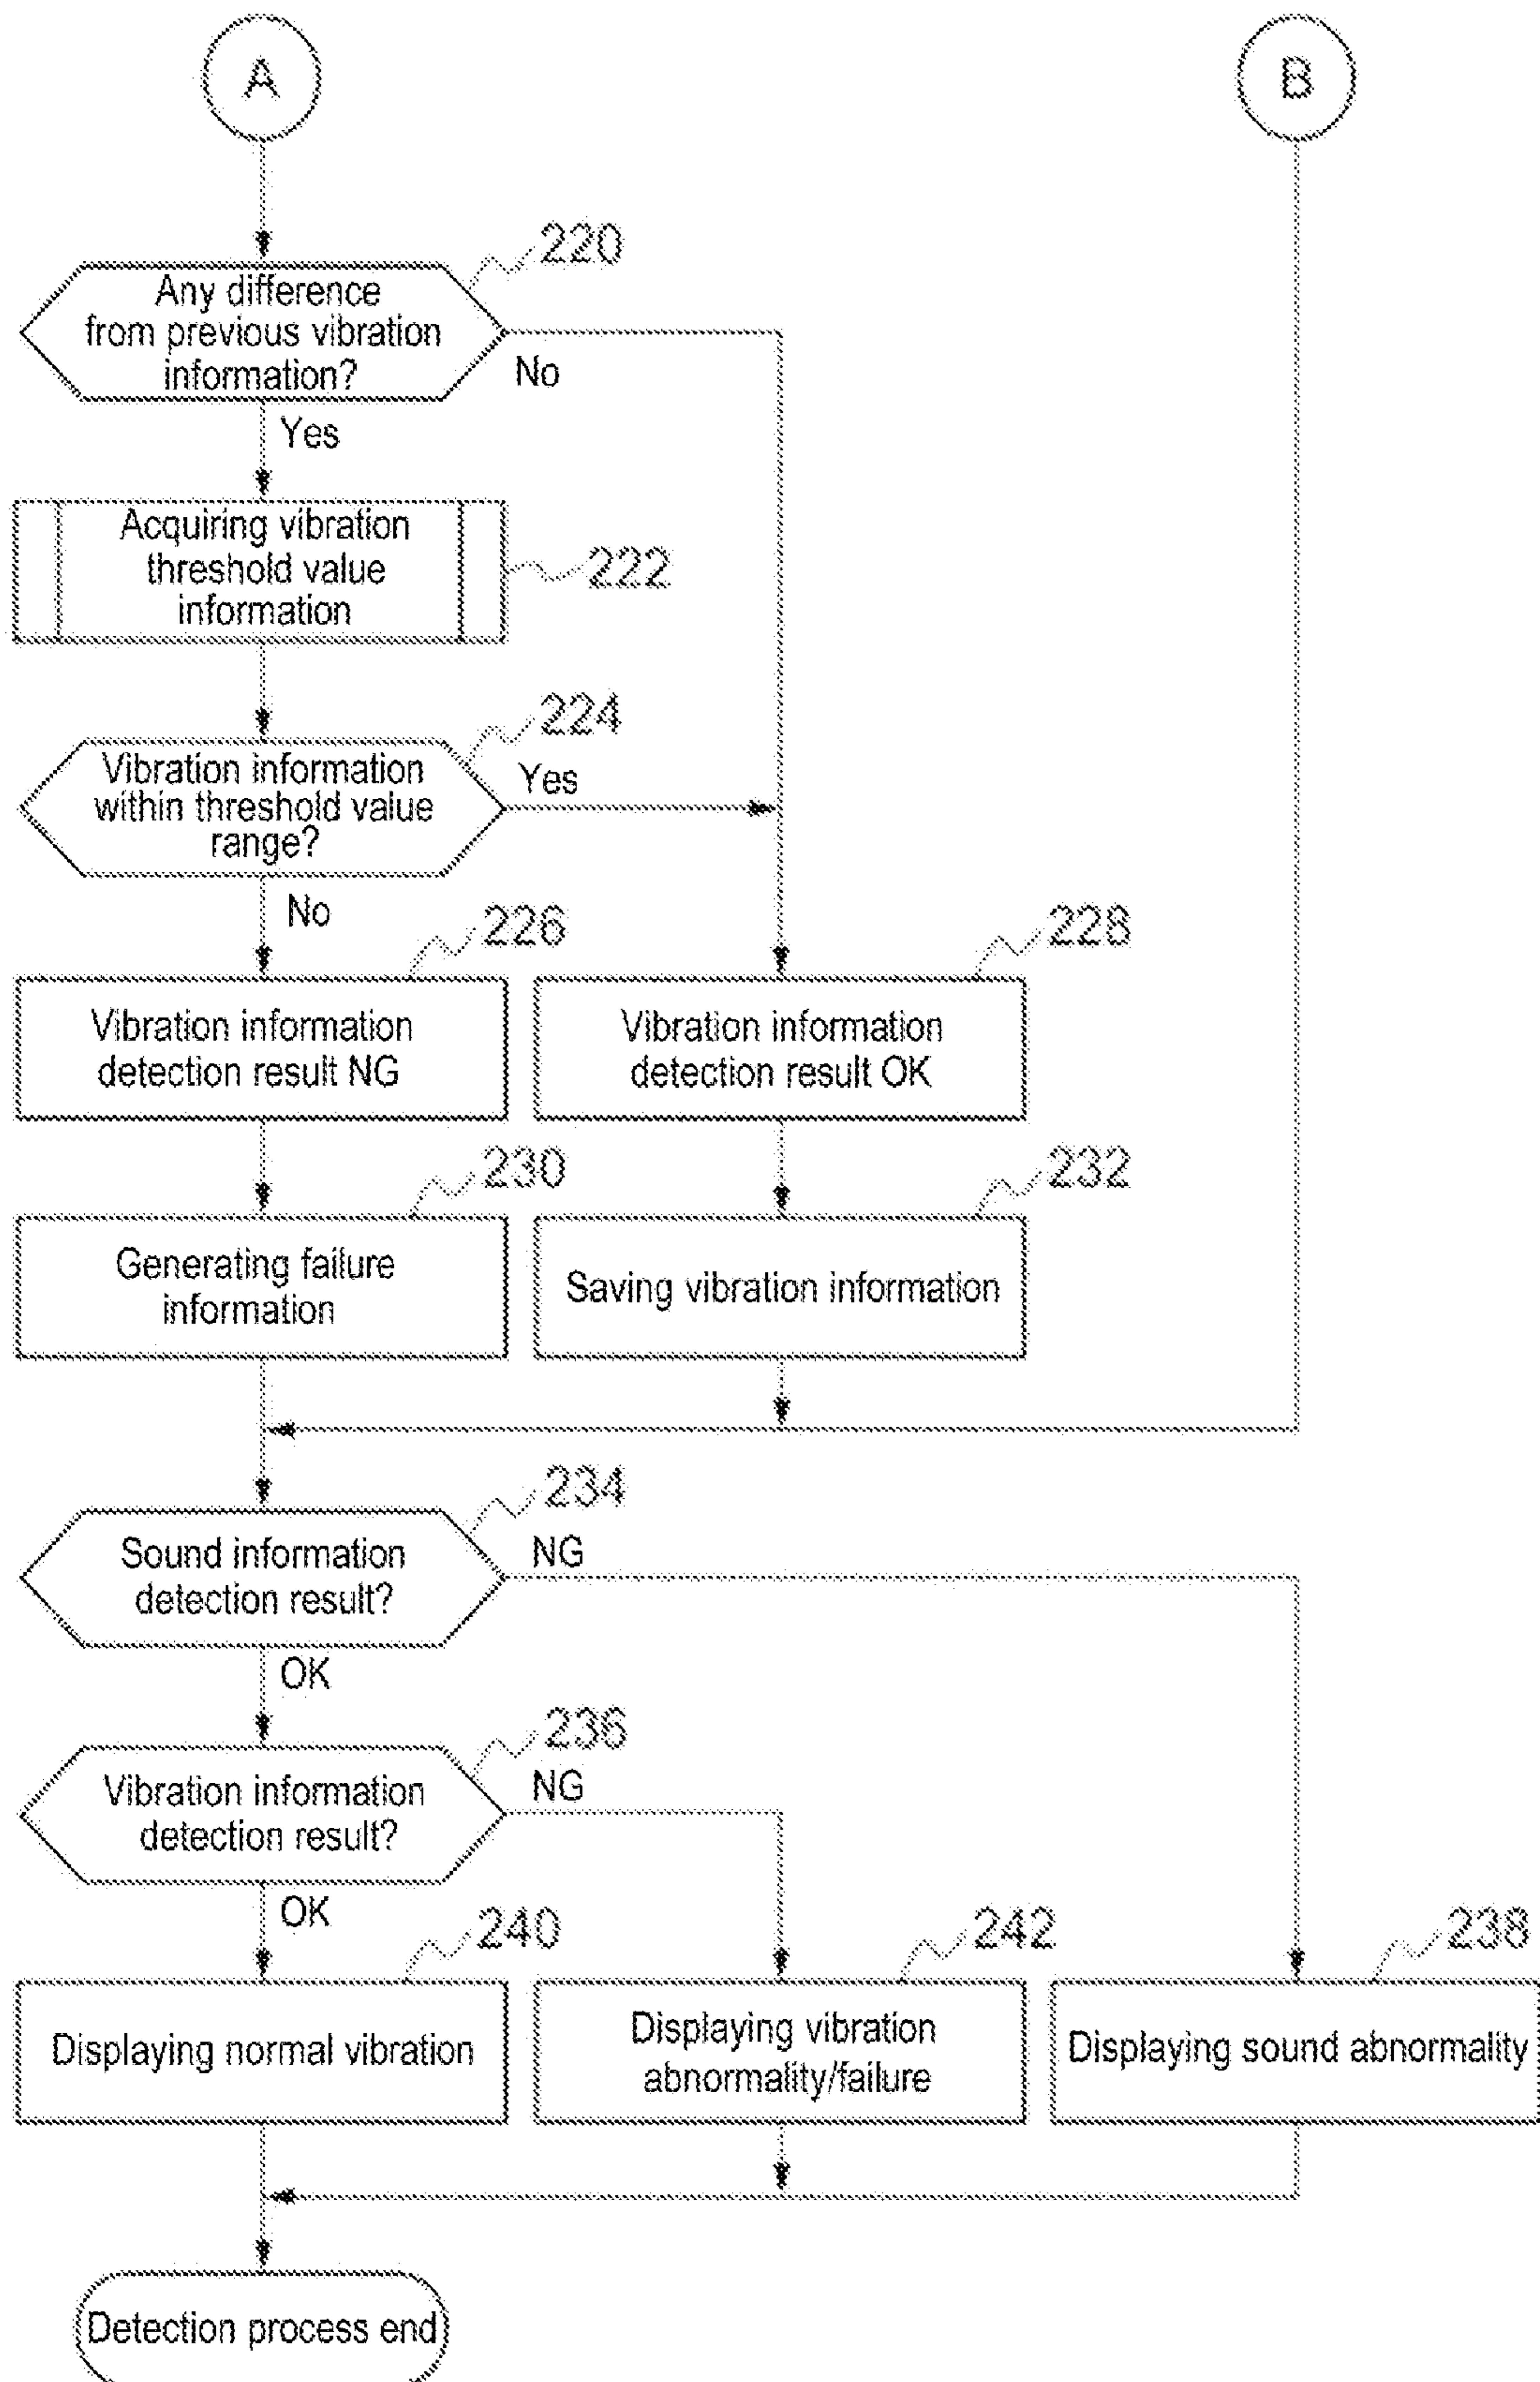 A
B
220
Any difference
from previous vibration
information?
No
Yes
Acquiring vibration
threshold value
information
222
224
Vibration information
within threshold value
range?
Yes
No
226
228
Vibration information
detection result NG
Vibration information
detection result OK
230
232
Generating failure
information
Saving vibration information
234
Sound information
detection result?
NG
OK
236
Vibration information
detection result?
NG
OK
240
242
238
Displaying normal vibration
Displaying vibration
abnormality/failure
Displaying sound abnormality
Detection process end